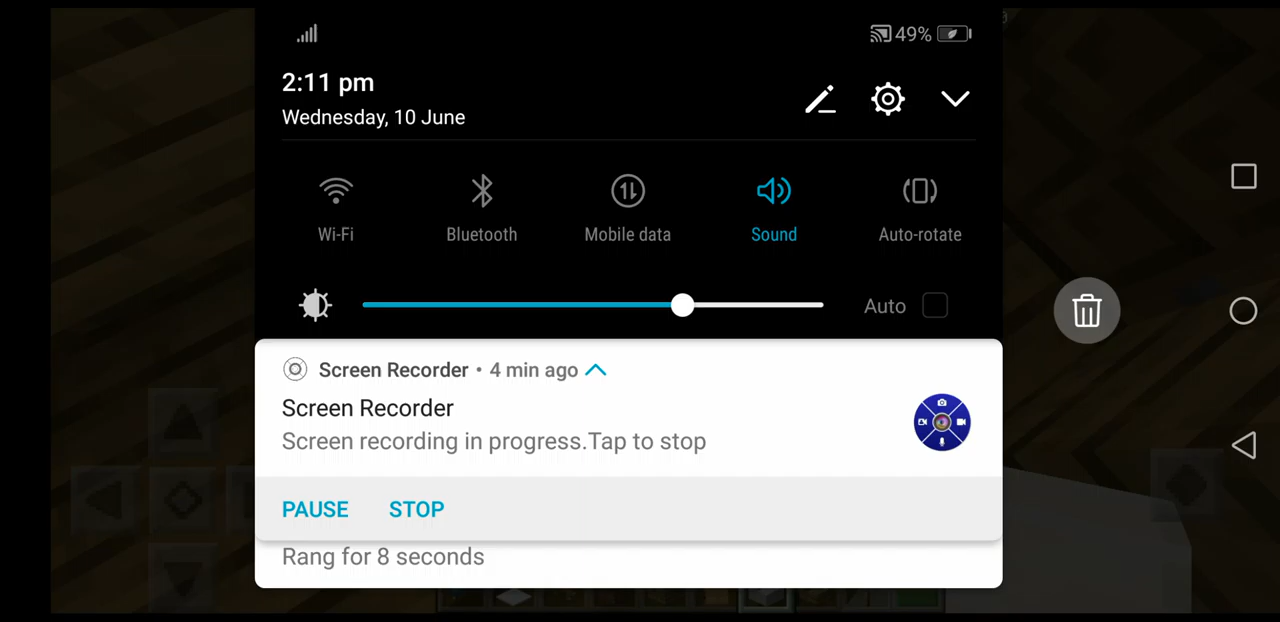 49%
2:11 pm
Wednesday, 10 June
Wi-Fi Bluetooth Mobile data Sound Auto-rotate
Auto
Screen Recorder • 4 min ago
Screen Recorder
Screen recording in progress.Tap to stop
PAUSE STOP
Rang for 8 seconds